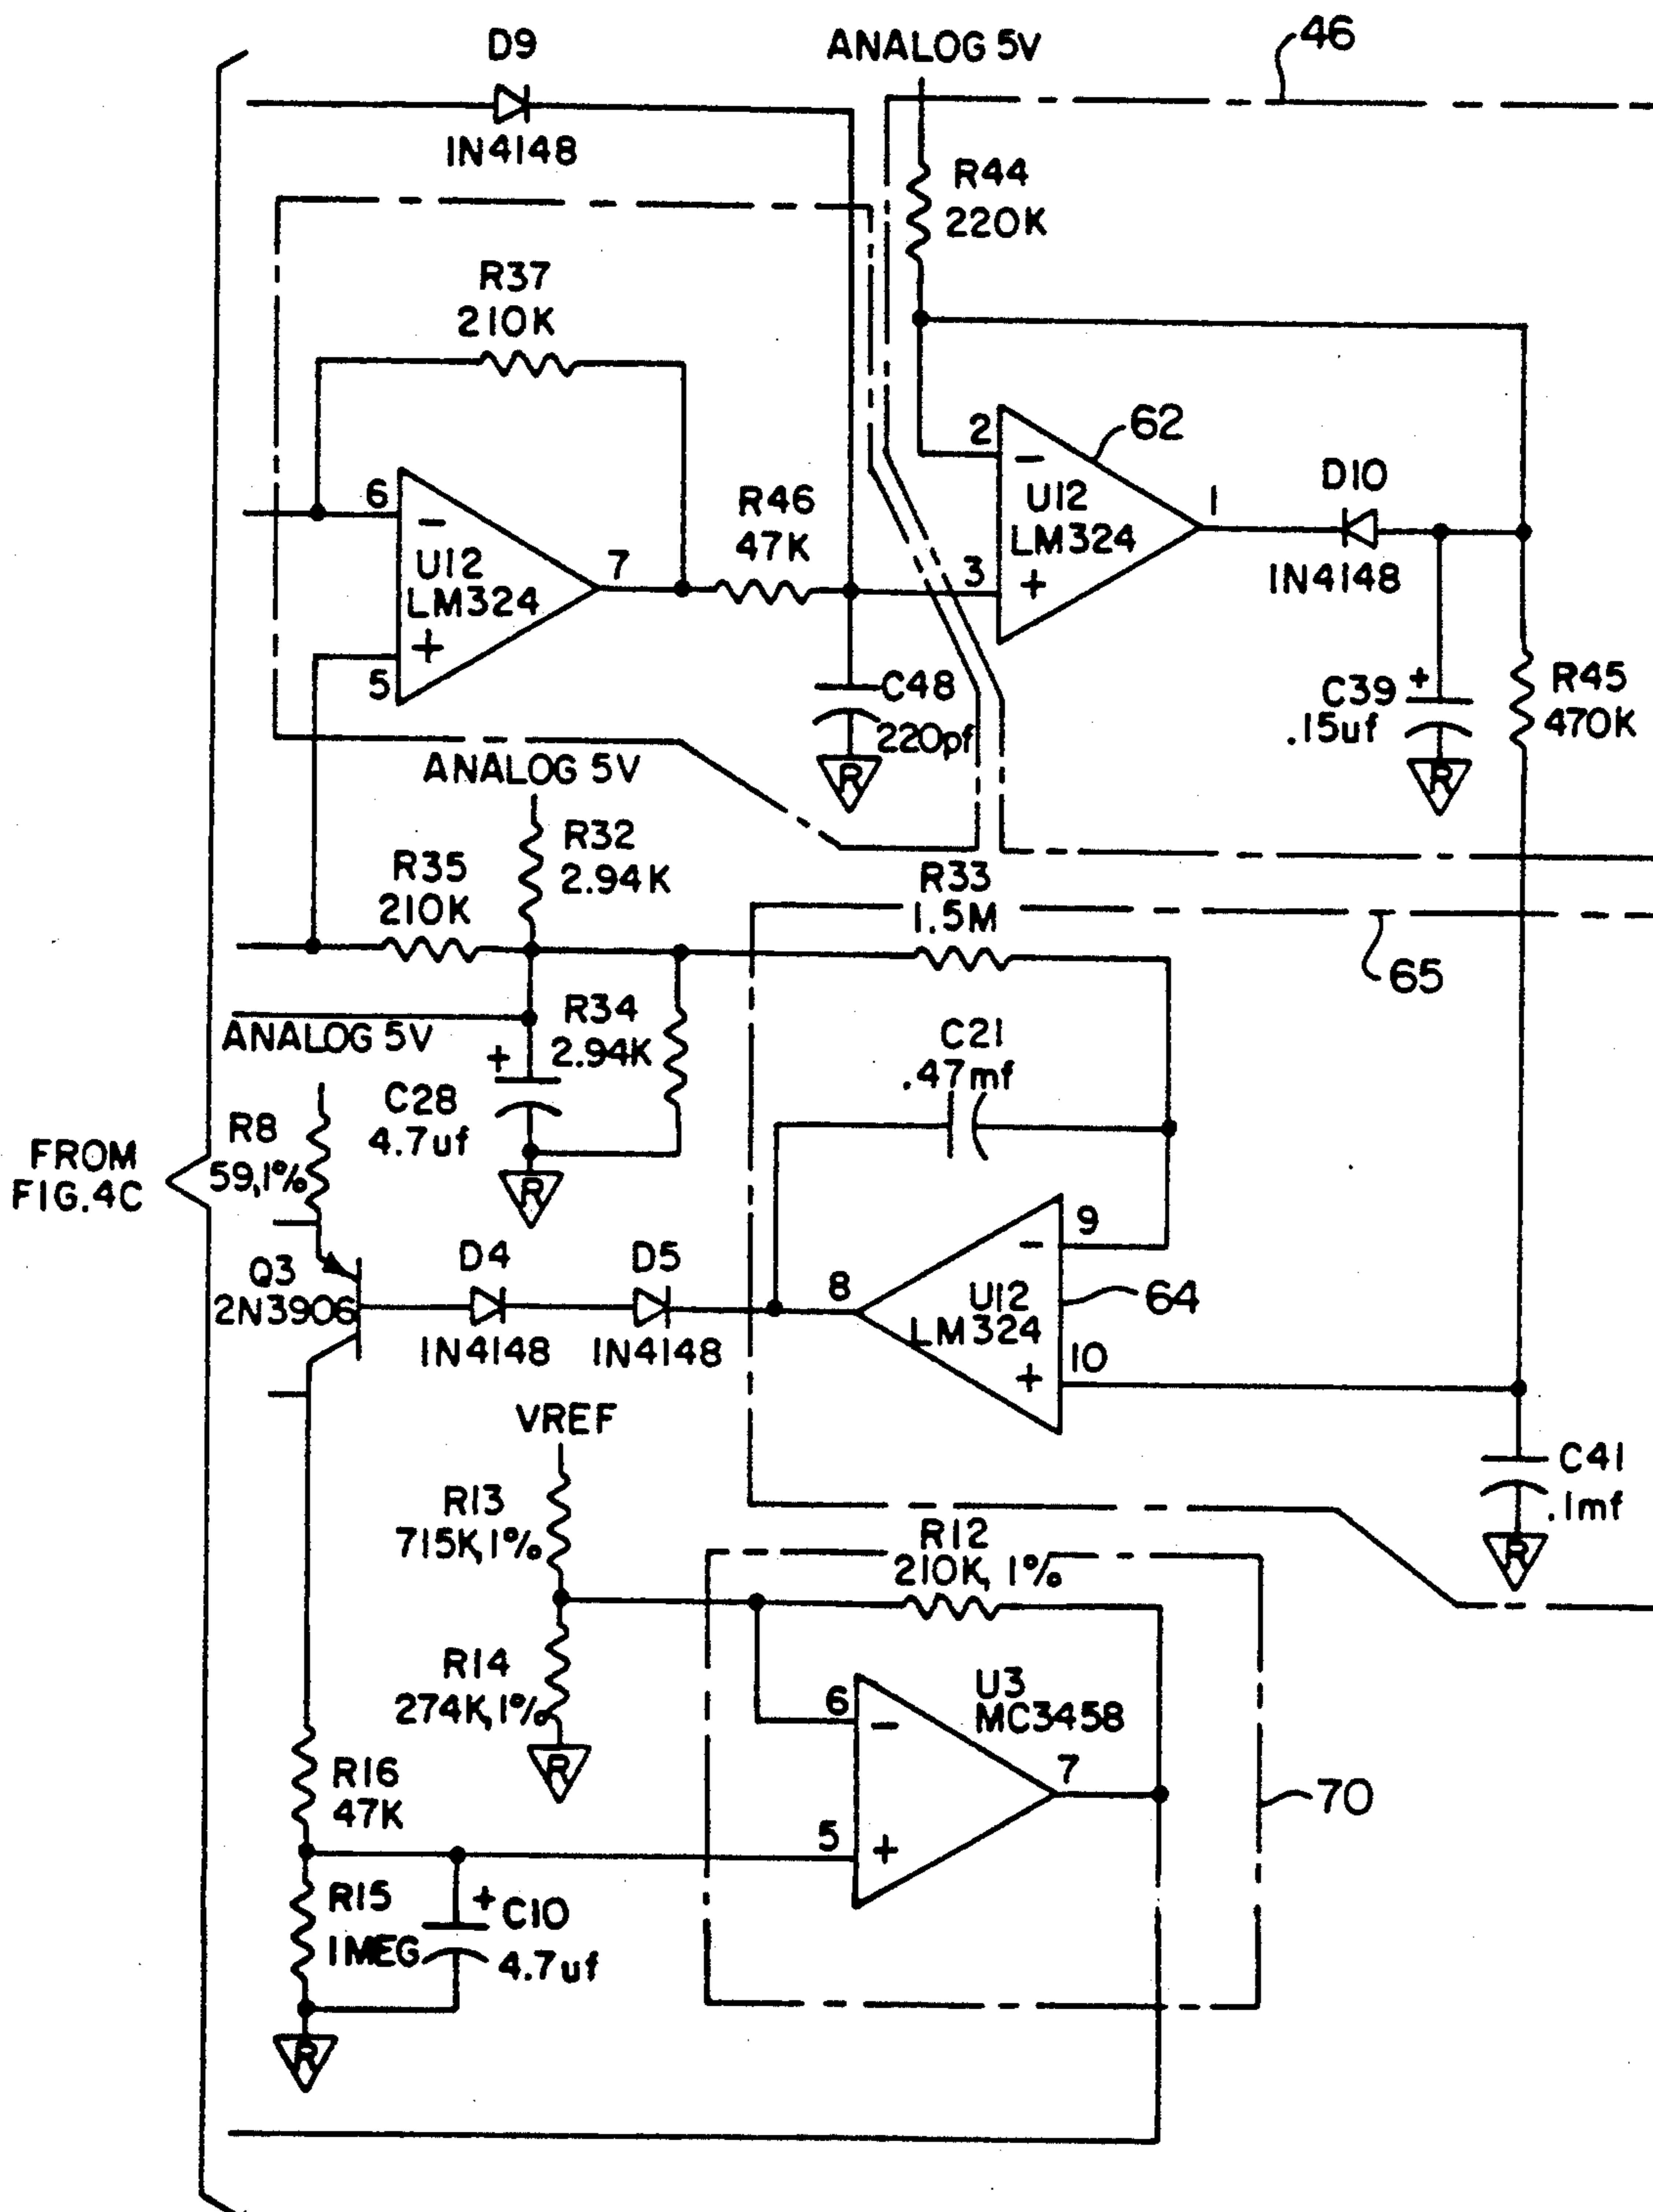 D9
1N4148
ANALOG 5V
46
R44
220K
R37
210K
6
−
U12
LM324
+
5
7
R46
47K
2
−
U12
LM324
3
+
62
1
D10
1N4148
C48
220pf
R
C39
+
.15uf
R
R45
470K
ANALOG 5V
R32
2.94K
R35
210K
R33
1.5M
65
ANALOG 5V
R34
2.94K
+
C28
4.7uf
R
C21
.47mf
R8
59,1%
FROM
FIG.4C
Q3
2N3906
D4
1N4148
D5
1N4148
8
−
9
U12
LM324
+
10
64
C41
.1mf
R
VREF
R13
715K,1%
R14
274K,1%
R
R12
210K, 1%
6
−
U3
MC3458
7
5
+
70
R16
47K
R15
1MEG
+
C10
4.7uf
R